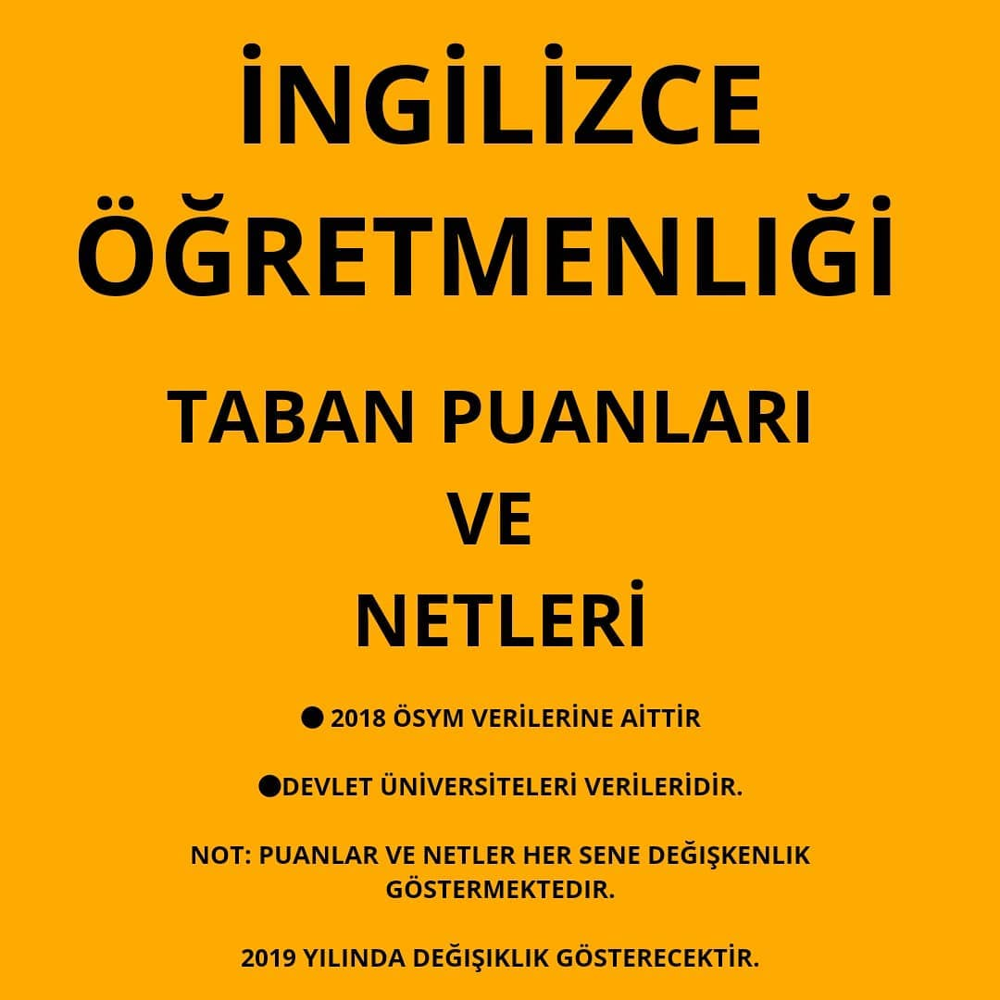 İNGİLİZCE
ÖĞRETMENLIĞİ
TABAN PUANLARI
VE
NETLERİ
● 2018 ÖSYM VERİLERİNE AİTTİR
●DEVLET ÜNİVERSİTELERİ VERİLERİDİR.
NOT: PUANLAR VE NETLER HER SENE DEĞIŞKENLIK
GÖSTERMEKTEDIR.
2019 YILINDA DEĞIŞIKLIK GÖSTERECEKTİR.